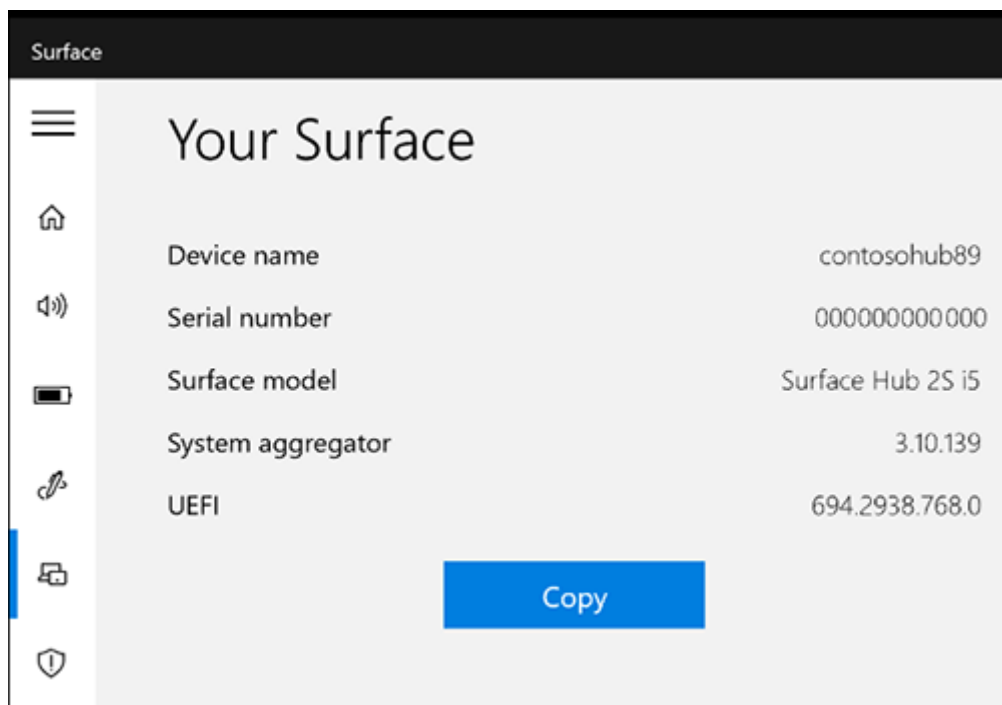 Surface
Your Surface
Device name contosohub89
Serial number 000000000000
Surface model Surface Hub 2S i5
System aggregator 3.10.139
UEFI 694.2938.768.0
Copy